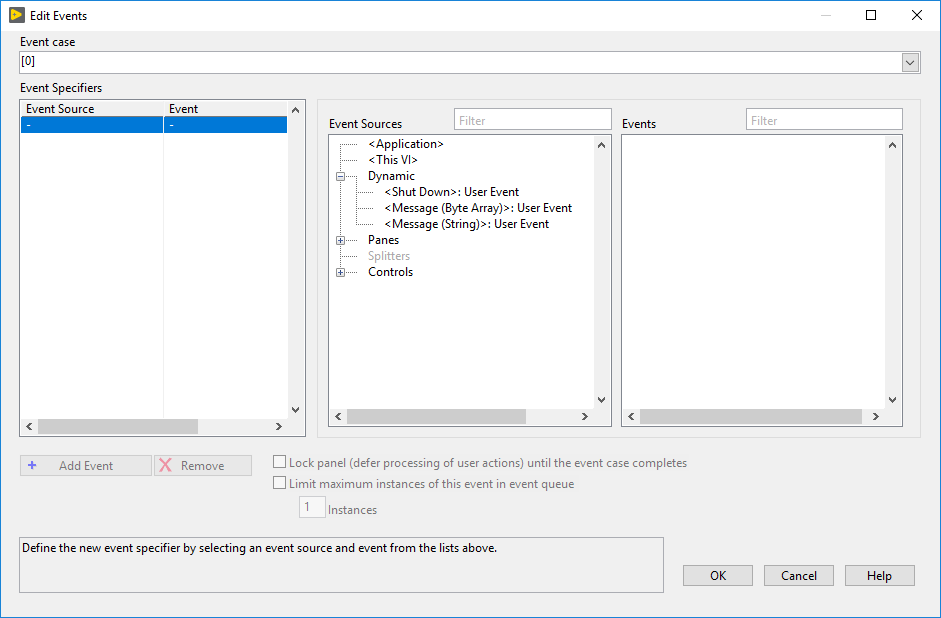 Edit Events
Event case
[0]
Event Specifiers
Event Source Event
- -
Event Sources Filter
<Application>
<This VI>
Dynamic
<Shut Down>: User Event
<Message (Byte Array)>: User Event
<Message (String)>: User Event
Panes
Splitters
Controls
Events Filter
Add Event
Remove
Lock panel (defer processing of user actions) until the event case completes
Limit maximum instances of this event in event queue
1 Instances
Define the new event specifier by selecting an event source and event from the lists above.
OK Cancel Help